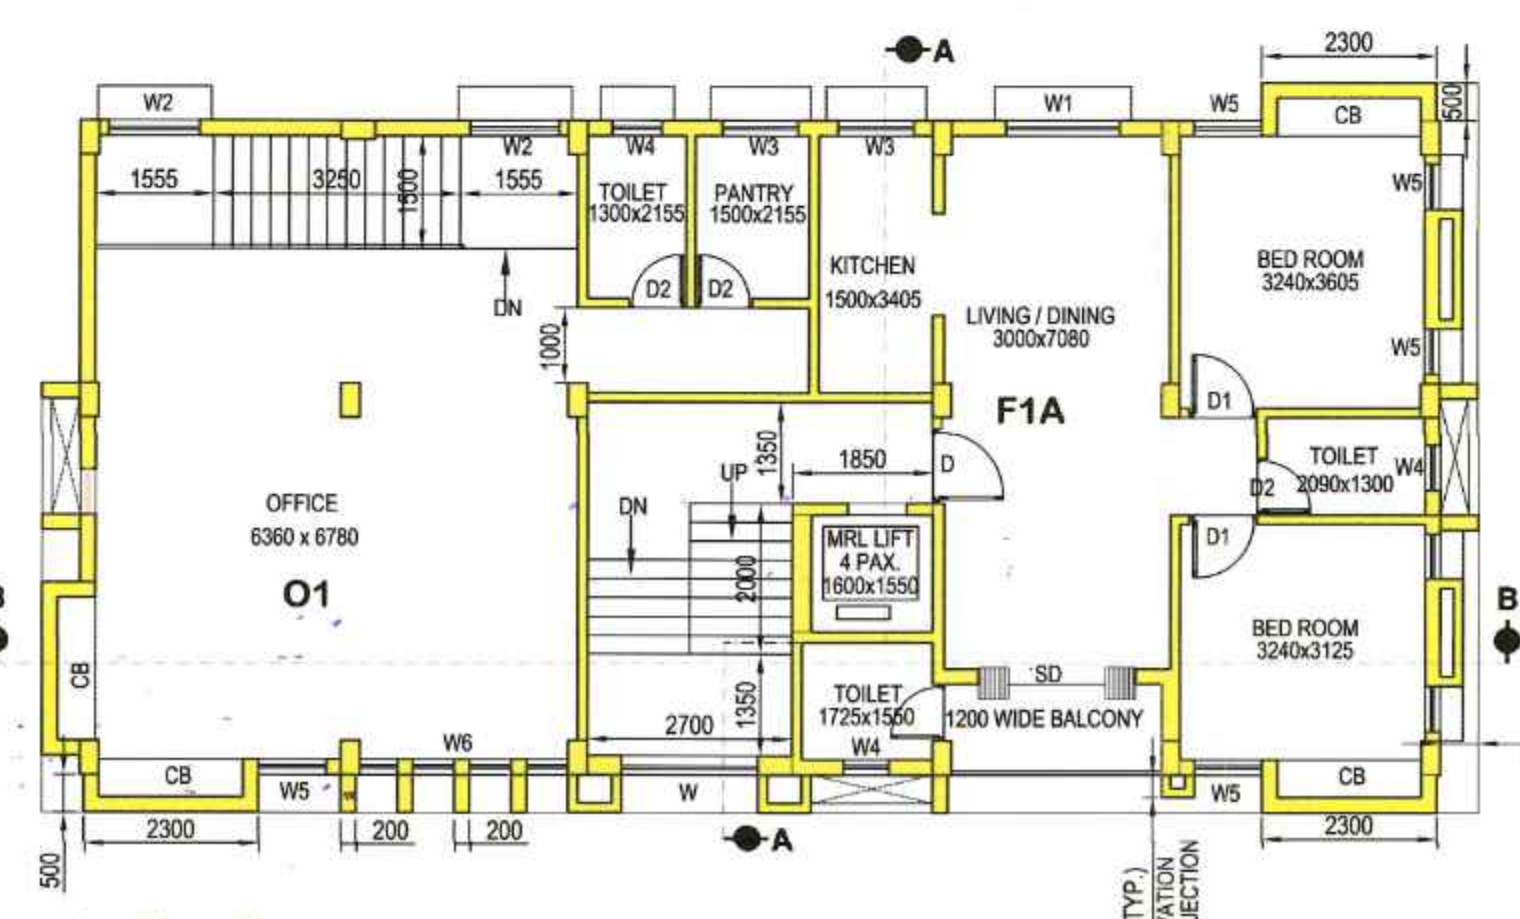 A
2300
W2
W1
W5
CB
500
W2
W4
W3
W3
1555
3250
1500
1555
TOILET
1300x2155
PANTRY
1500x2155
W5
KITCHEN
1500x3405
BED ROOM
3240x3605
D2
D2
DN
LIVING / DINING
3000x7080
1000
W5
D1
F1A
1350
1850
D
UP
TOILET
2090x1300
W4
D2
OFFICE
6360 x 6780
DN
D1
MRL LIFT
4 PAX.
1600x1550
2000
O1
B
BED ROOM
3240x3125
CB
SD
TOILET
1725x1550
1200 WIDE BALCONY
1350
2700
W4
W6
CB
W5
W
W5
CB
2300
200
200
A
2300
500
TYP.)